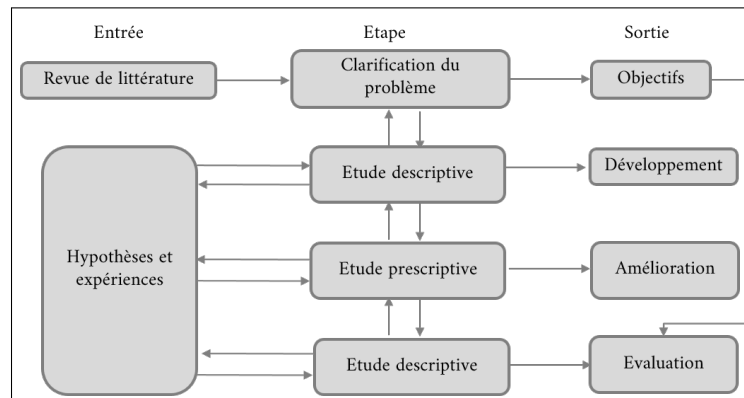 Entrée
Etape
Sortie
Revue de littérature
Clarification du
problème
Objectifs
Etude descriptive
Développement
Hypothèses et
expériences
Etude prescriptive
Amélioration
Etude descriptive
Evaluation